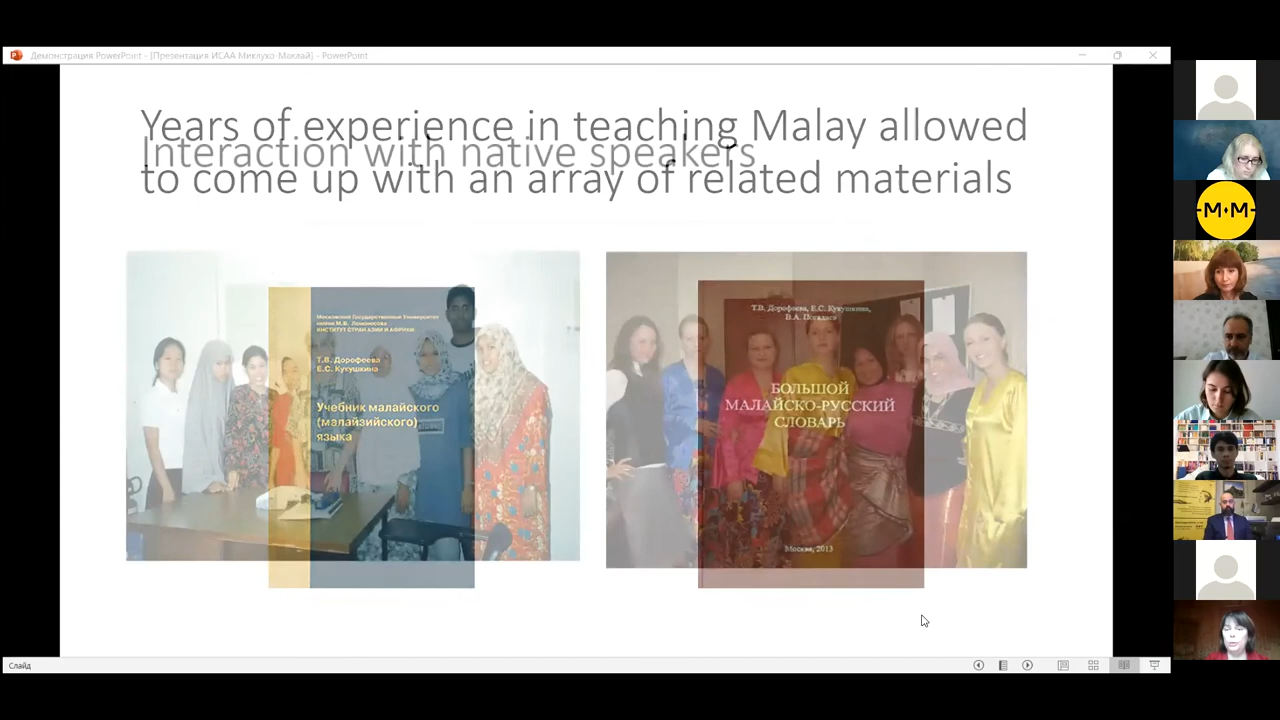 Демонстрация PowerPoint - [Презентация ИСАА Миклухо-Маклай] - PowerPoint
Years of experience in teaching Malay allowed
Interaction with native speakers
to come up with an array of related materials
Московский Государственный Университет
имени М.В. Ломоносова
ИНСТИТУТ СТРАН АЗИИ И АФРИКИ
Т.В. Дорофеева
Е.С. Кукушкина
Учебник малайского
(малайзийского)
языка
Т.В. Дорофеева, Е.С. Кукушкина,
В.А. Погадаев
БОЛЬШОЙ
МАЛАЙСКО-РУССКИЙ
СЛОВАРЬ
Москва, 2013
M·M
Слайд